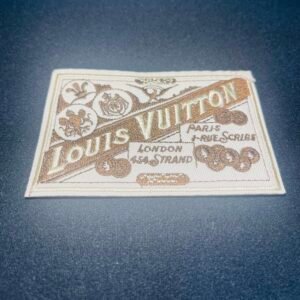 LOUIS VUITTON
PARIS
1·RUE SCRIBE
LONDON
454 STRAND